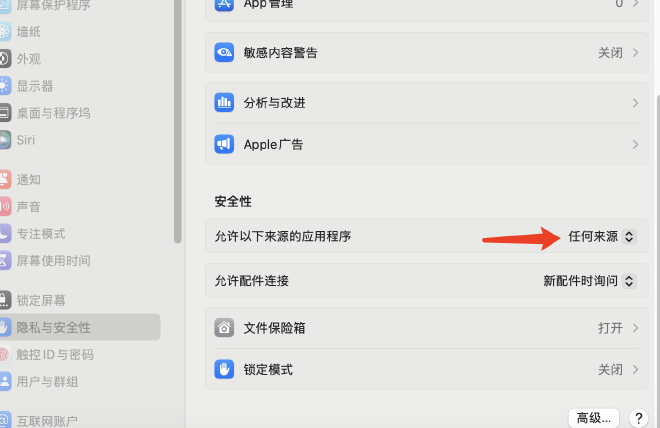 屏幕保护程序
墙纸
外观
显示器
桌面与程序坞
Siri
通知
声音
专注模式
屏幕使用时间
锁定屏幕
隐私与安全性
触控 ID 与密码
用户与群组
互联网账户
App 管理 0
敏感内容警告 关闭
分析与改进
Apple 广告
安全性
允许以下来源的应用程序 任何来源
允许配件连接 新配件时询问
文件保险箱 打开
锁定模式 关闭
高级... ?